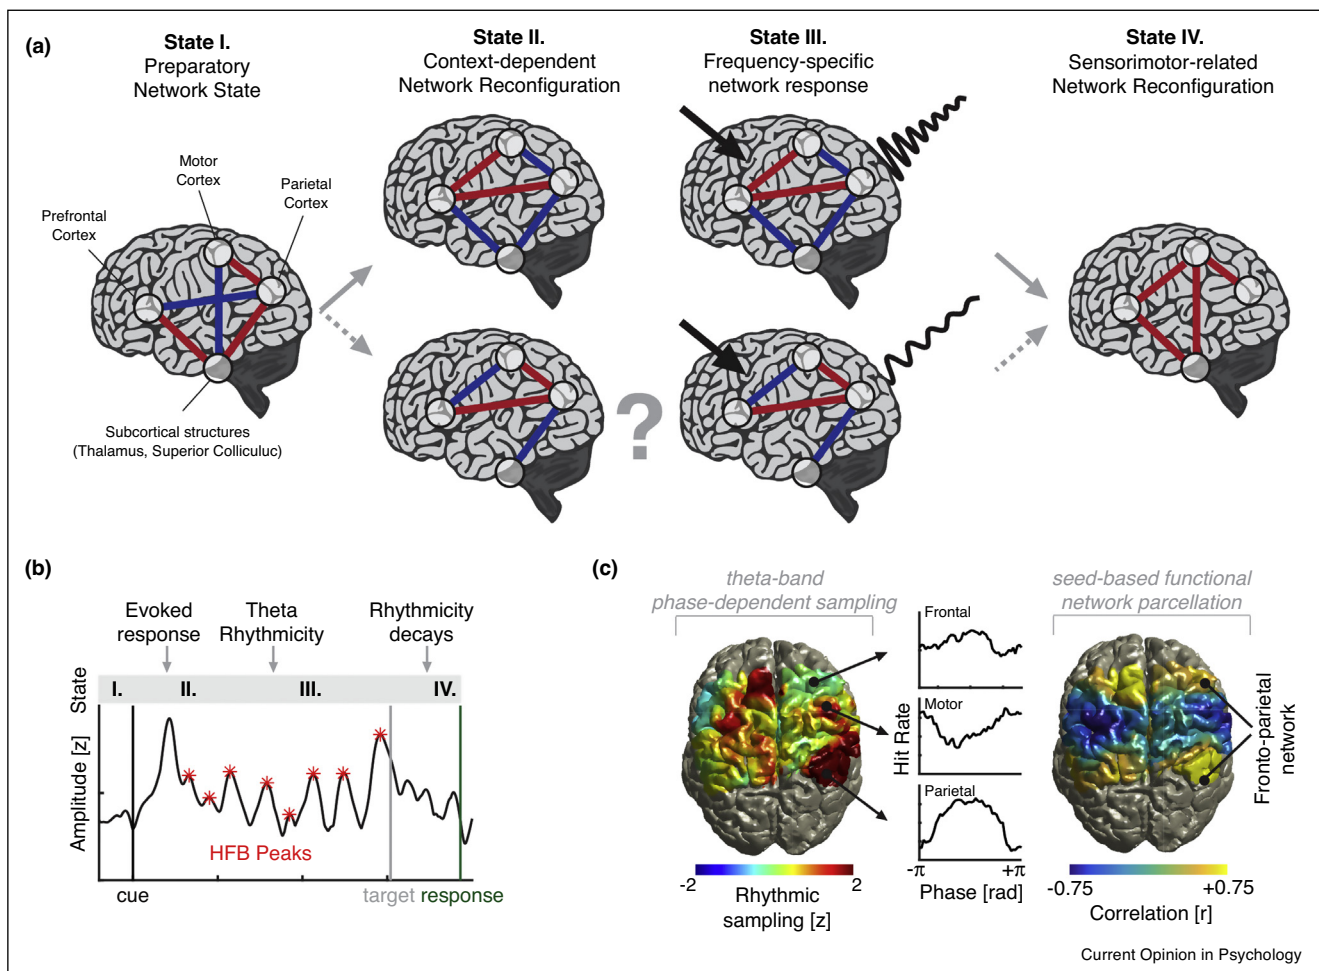 (a)
State I.
Preparatory
Network State
State II.
Context-dependent
Network Reconfiguration
State III.
Frequency-specific
network response
State IV.
Sensorimotor-related
Network Reconfiguration
Motor
Cortex
Parietal
Cortex
Prefrontal
Cortex
Subcortical structures
(Thalamus, Superior Colliculuc)
?
(b)
Evoked
response
Theta
Rhythmicity
Rhythmicity
decays
State
I.
II.
III.
IV.
Amplitude [z]
HFB Peaks
cue
target
response
(c)
theta-band
phase-dependent sampling
seed-based functional
network parcellation
Frontal
Motor
Parietal
Hit Rate
-π
+π
Phase [rad]
Fronto-parietal
network
-2
2
Rhythmic
sampling [z]
-0.75
+0.75
Correlation [r]
Current Opinion in Psychology